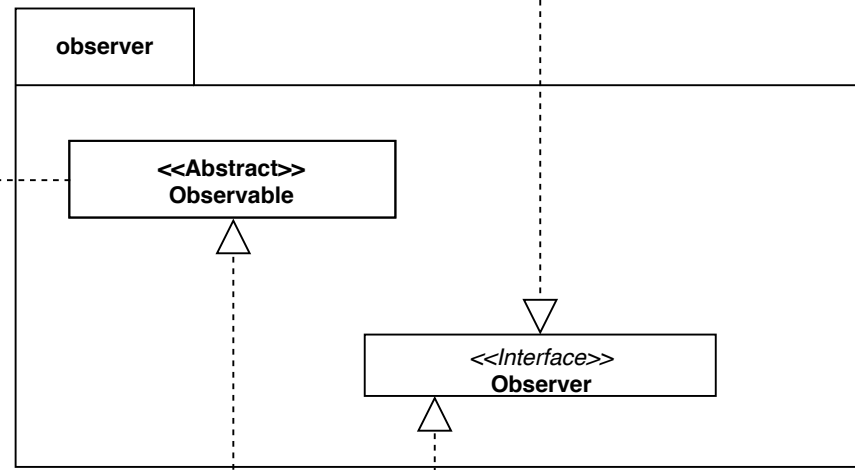 observer
<<Abstract>>
Observable
<<Interface>>
Observer